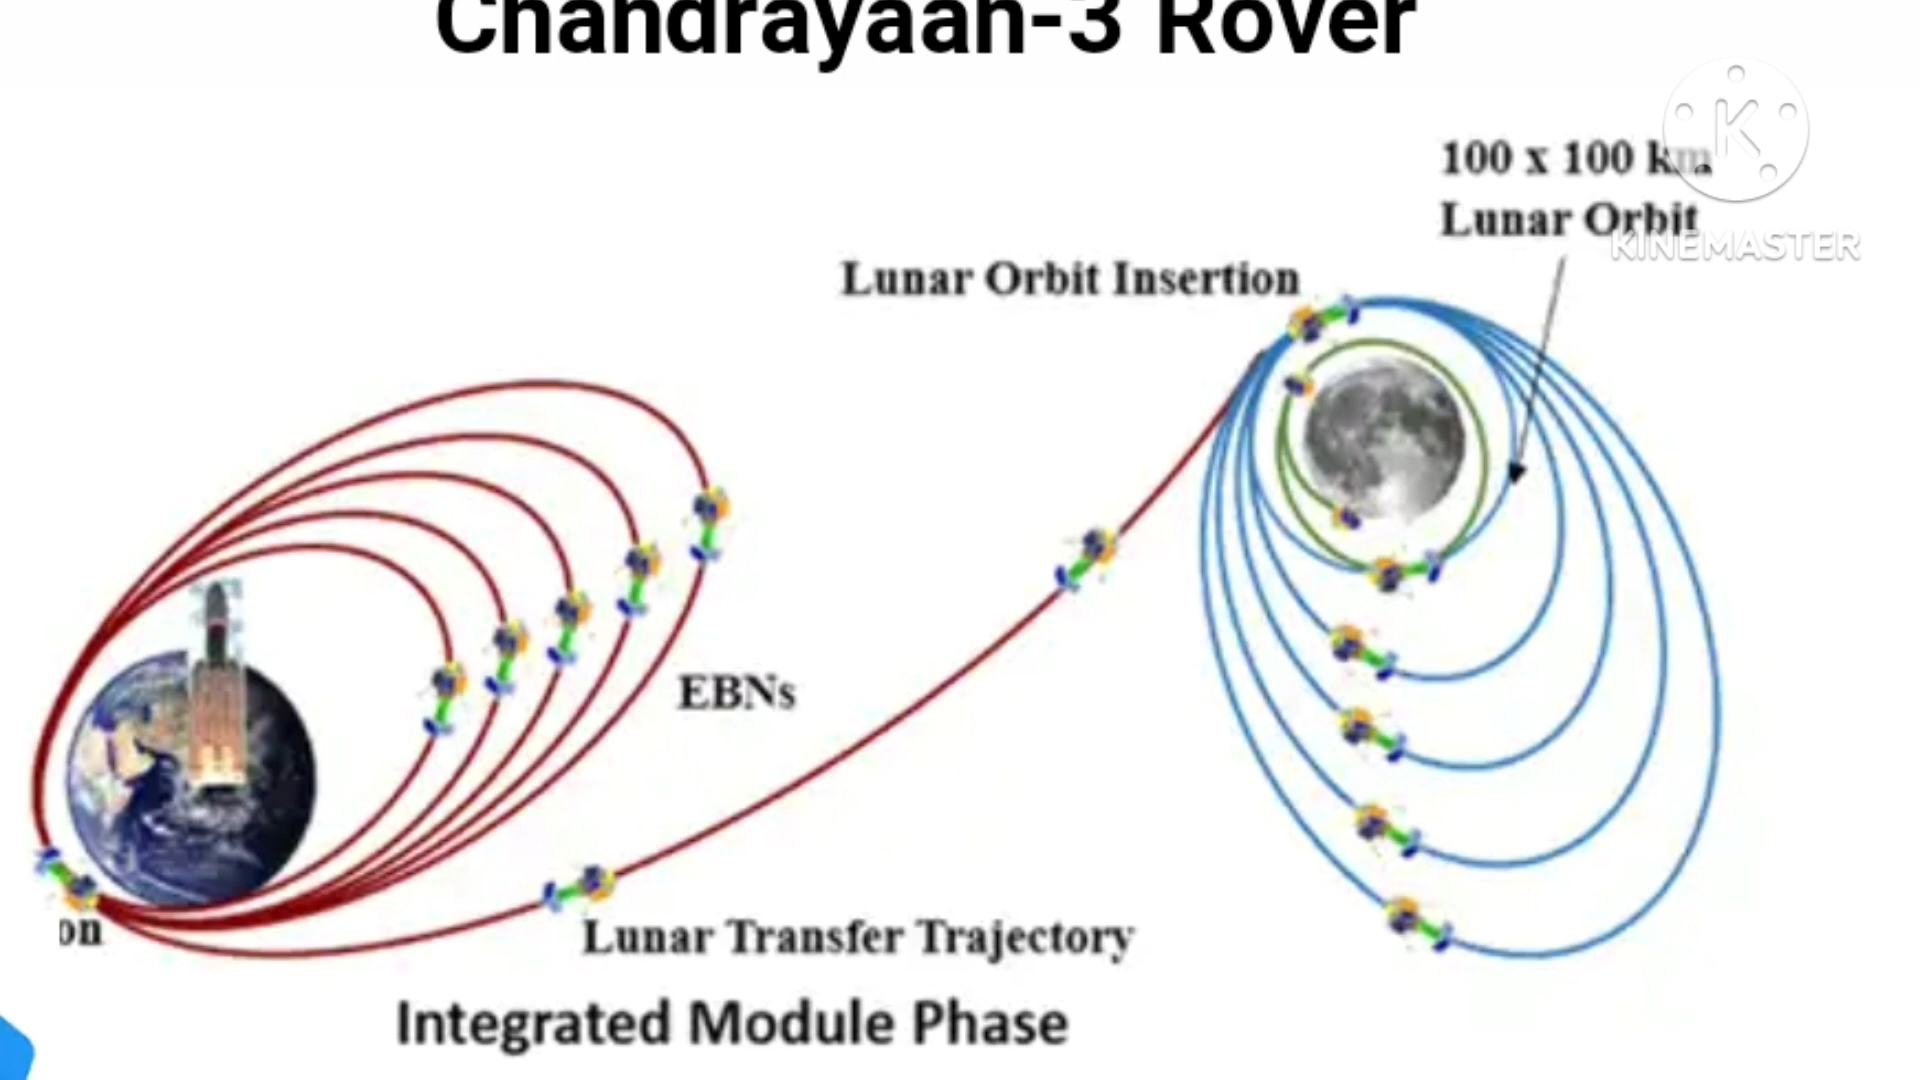 Chandrayaan-3 Rover
100 x 100 km
Lunar Orbit
KINEMASTER
Lunar Orbit Insertion
EBNs
on
Lunar Transfer Trajectory
Integrated Module Phase